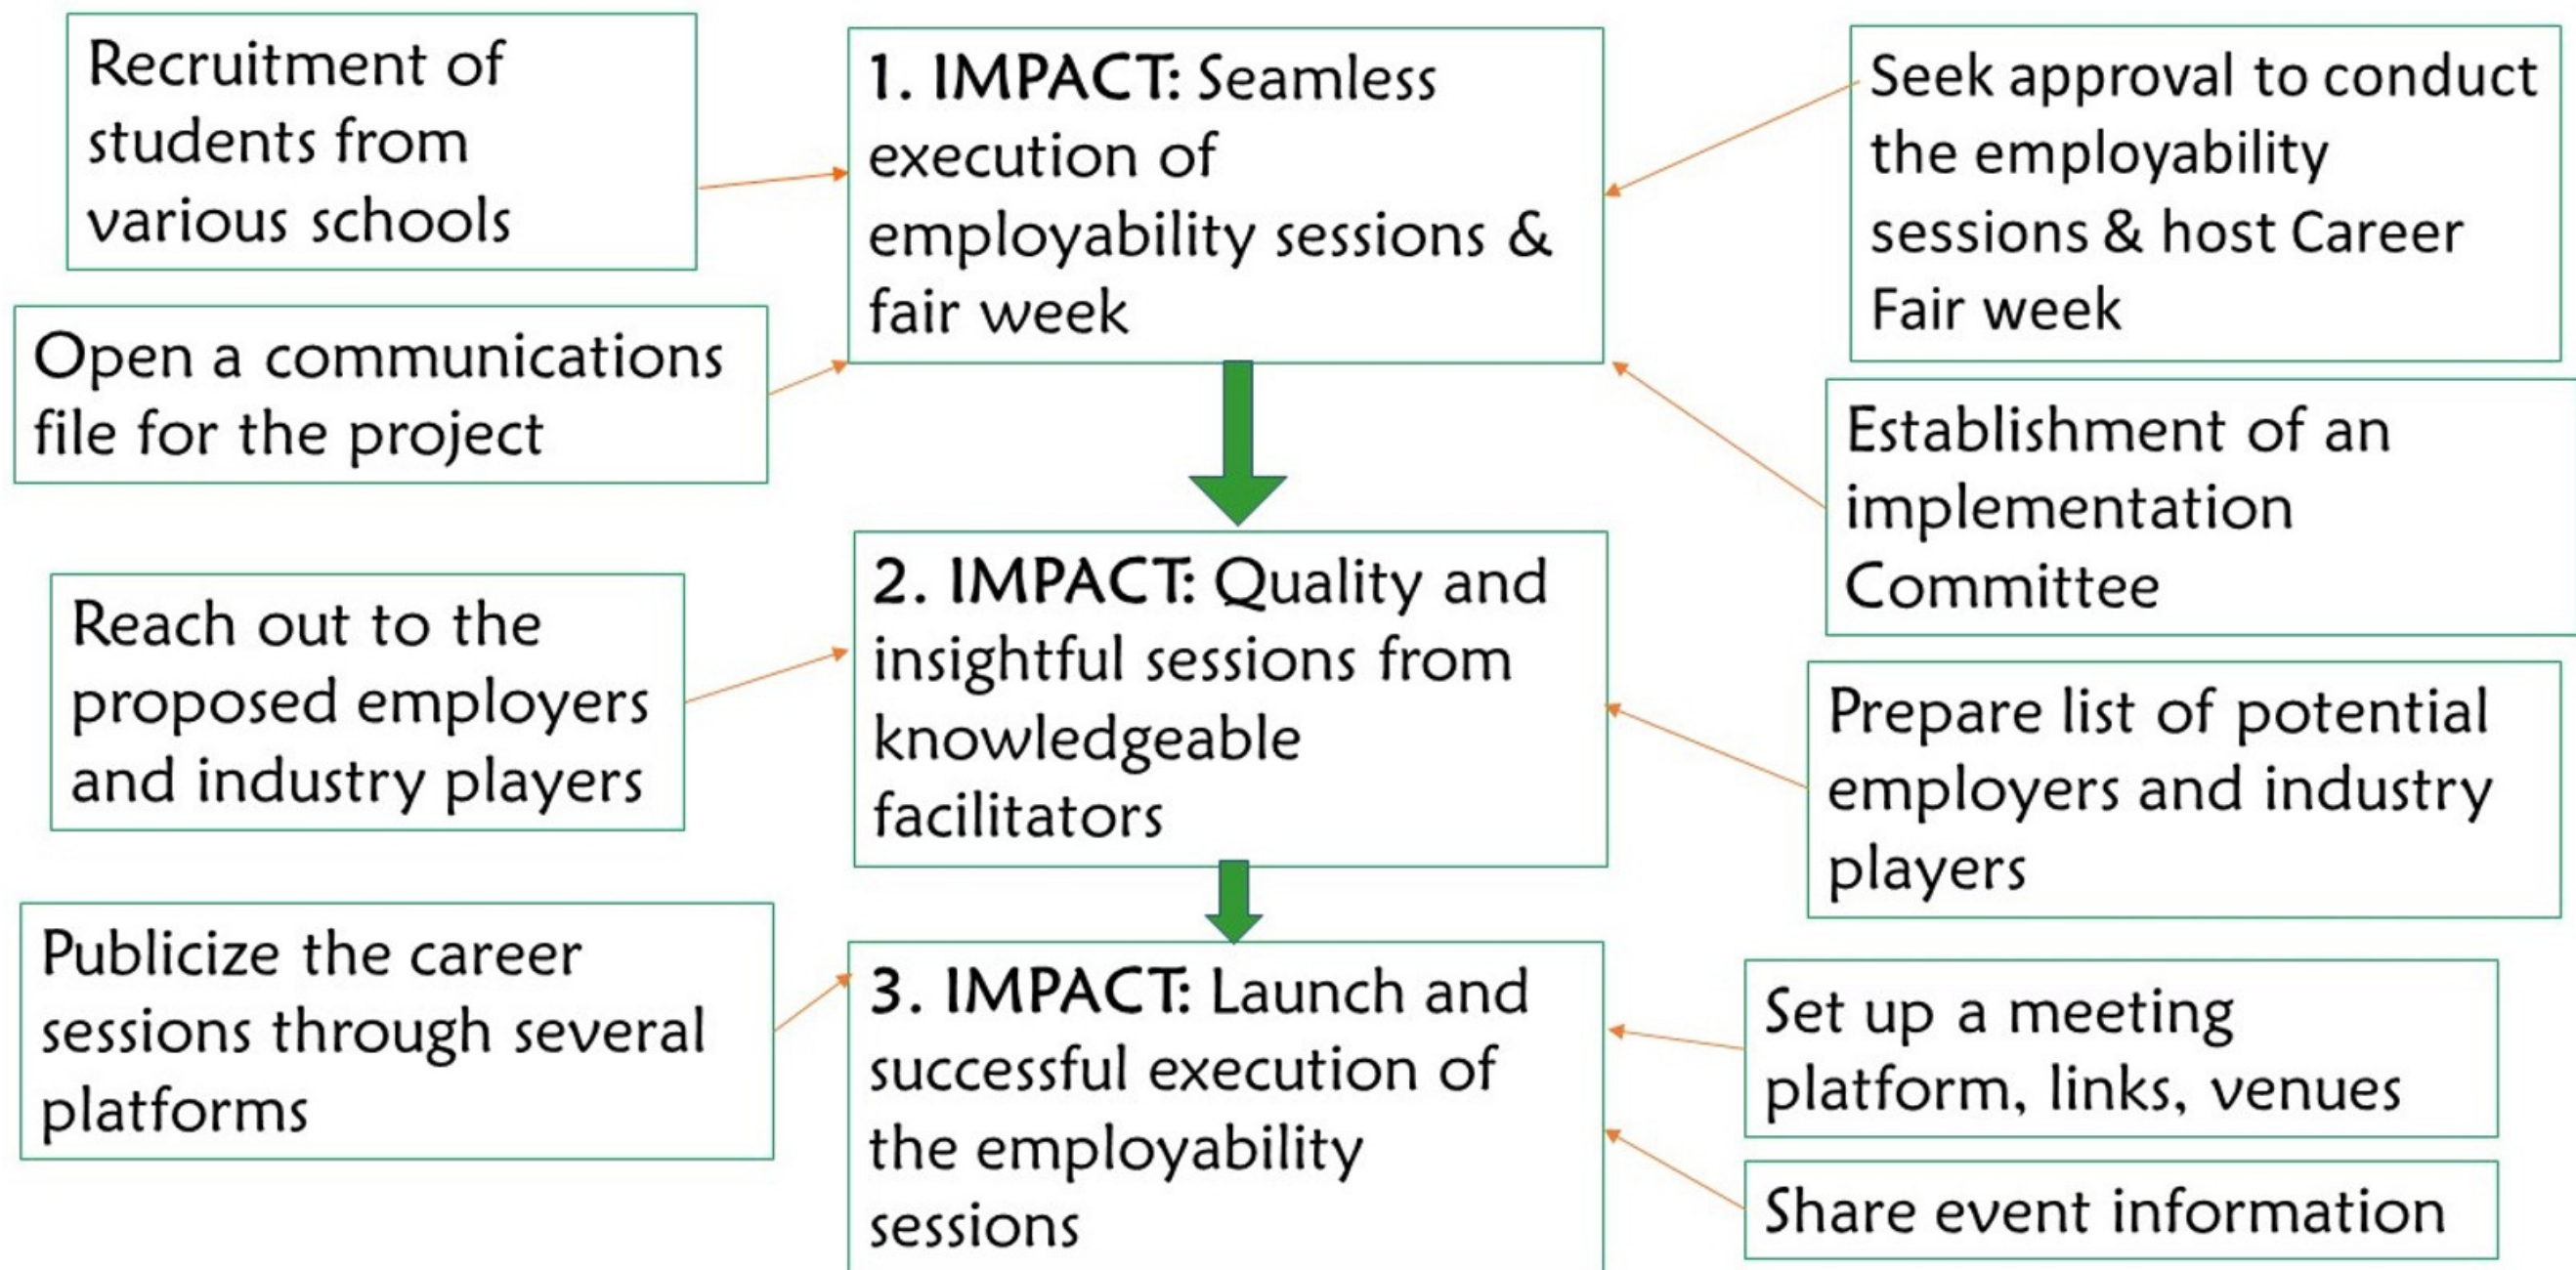 Recruitment of
students from
various schools
Open a communications
file for the project
1. IMPACT: Seamless
execution of
employability sessions &
fair week
Seek approval to conduct
the employability
sessions & host Career
Fair week
Establishment of an
implementation
Committee
Reach out to the
proposed employers
and industry players
2. IMPACT: Quality and
insightful sessions from
knowledgeable
facilitators
Prepare list of potential
employers and industry
players
Publicize the career
sessions through several
platforms
3. IMPACT: Launch and
successful execution of
the employability
sessions
Set up a meeting
platform, links, venues
Share event information